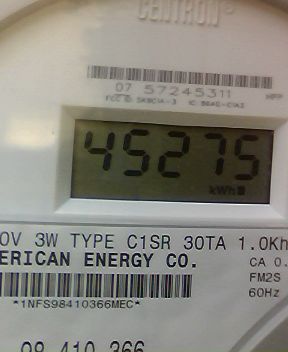 CENTRON®
07 57245311
45275
kWh
0V 3W TYPE C1SR 30TA 1.0Kh
ERICAN ENERGY CO.
CA 0.
FM2S
60Hz
*1NFS98410366MEC*
98 410 366